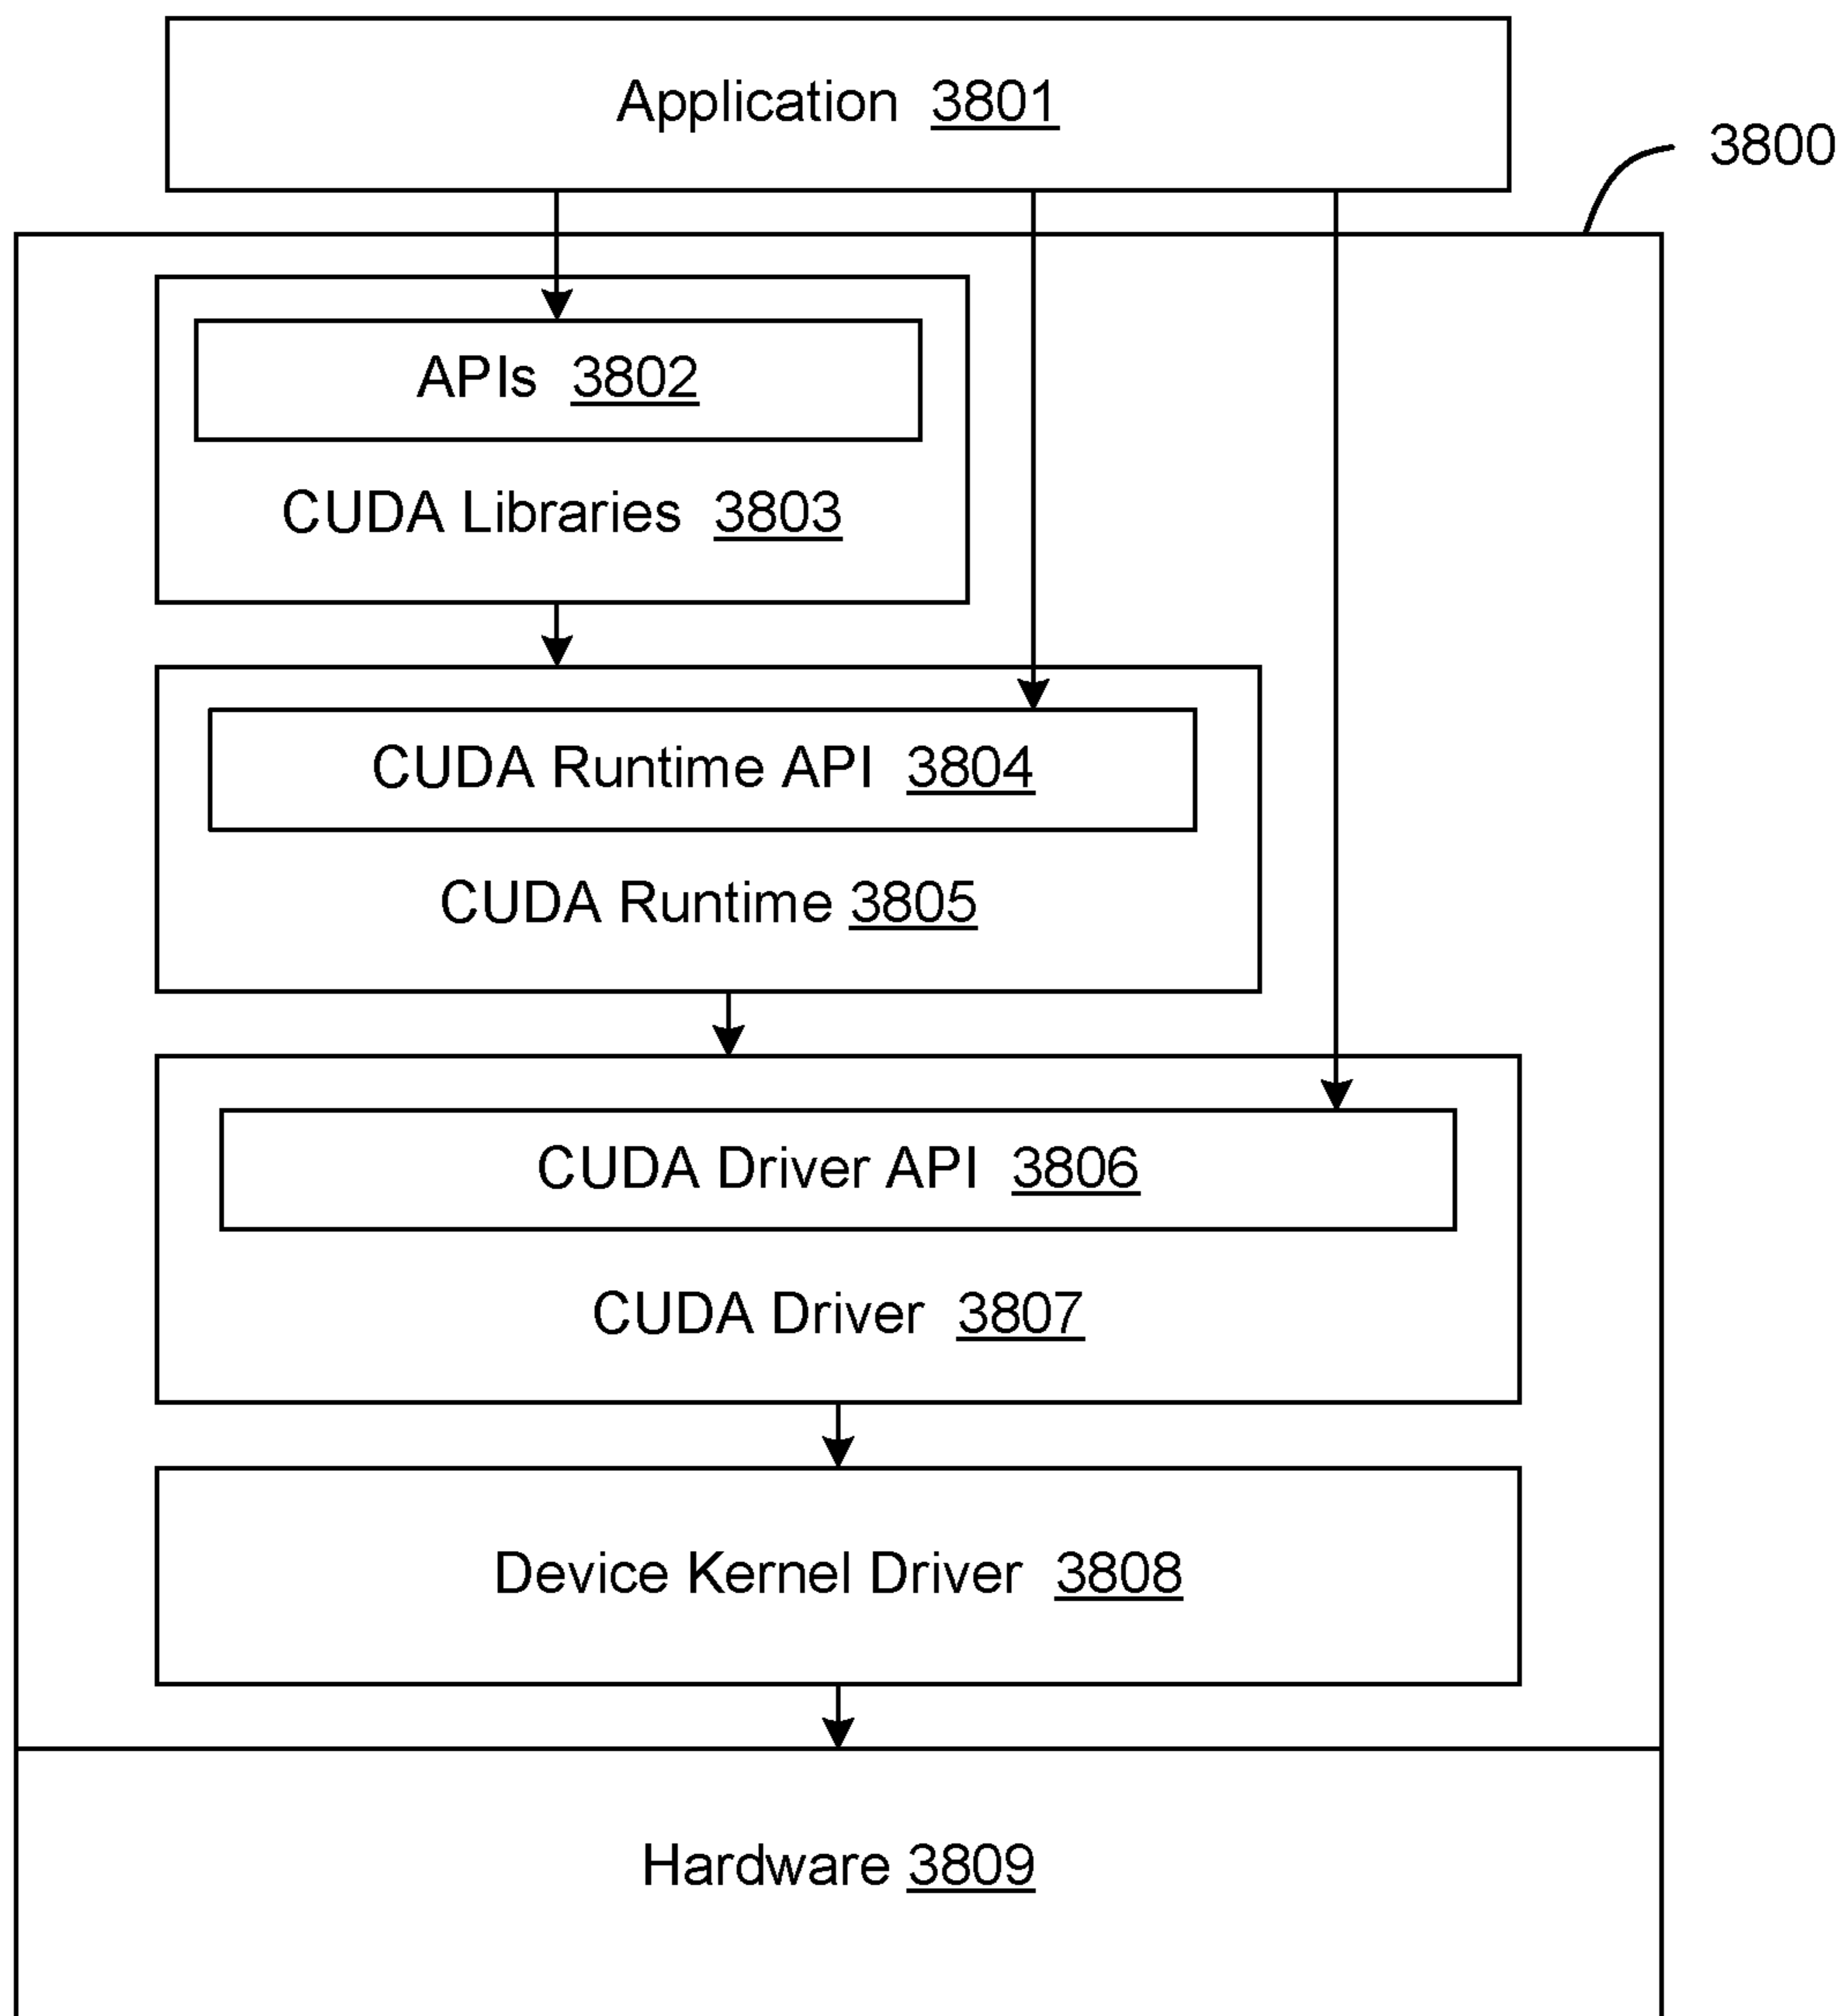 Application 3801
3800
APIs 3802
CUDA Libraries 3803
CUDA Runtime API 3804
CUDA Runtime 3805
CUDA Driver API 3806
CUDA Driver 3807
Device Kernel Driver 3808
Hardware 3809